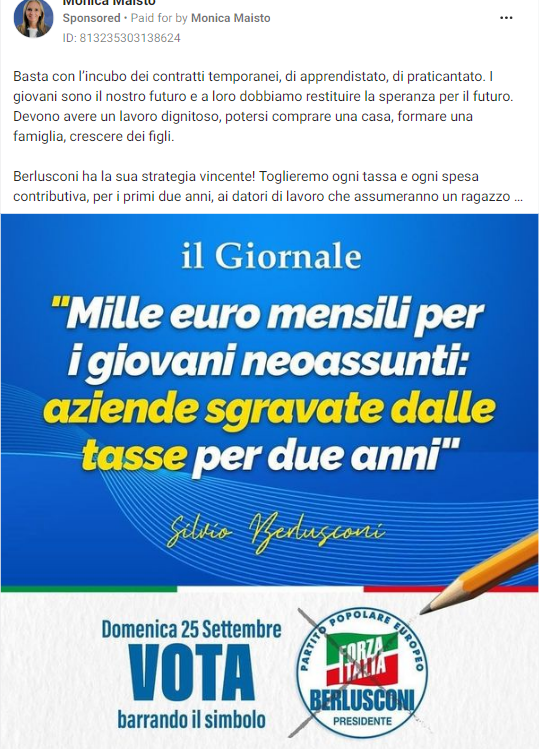 Monica Maisto
Sponsored • Paid for by Monica Maisto
ID: 813235303138624
Basta con l'incubo dei contratti temporanei, di apprendistato, di praticantato. I
giovani sono il nostro futuro e a loro dobbiamo restituire la speranza per il futuro.
Devono avere un lavoro dignitoso, potersi comprare una casa, formare una
famiglia, crescere dei figli.
Berlusconi ha la sua strategia vincente! Toglieremo ogni tassa e ogni spesa
contributiva, per i primi due anni, ai datori di lavoro che assumeranno un ragazzo ...
il Giornale
"Mille euro mensili per
i giovani neoassunti:
aziende sgravate dalle
tasse per due anni"
Silvio Berlusconi
Domenica 25 Settembre
VOTA
barrando il simbolo
PARTITO POPOLARE EUROPEO
FORZA
ITALIA
BERLUSCONI
PRESIDENTE